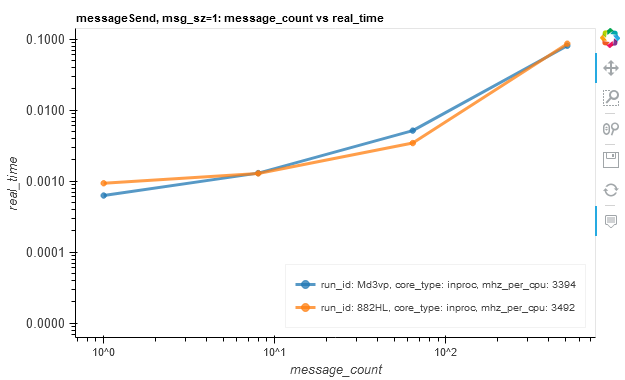 messageSend, msg_sz=1: message_count vs real_time
0.1000
0.0100
0.0010
0.0001
0.0000
real_time
run_id: Md3vp, core_type: inproc, mhz_per_cpu: 3394
run_id: 882HL, core_type: inproc, mhz_per_cpu: 3492
10^0
10^1
10^2
message_count